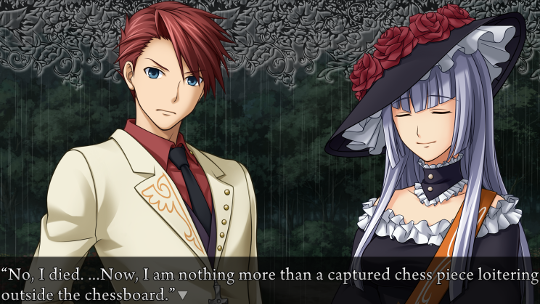 “No, I died. ...Now, I am nothing more than a captured chess piece loitering
outside the chessboard.”